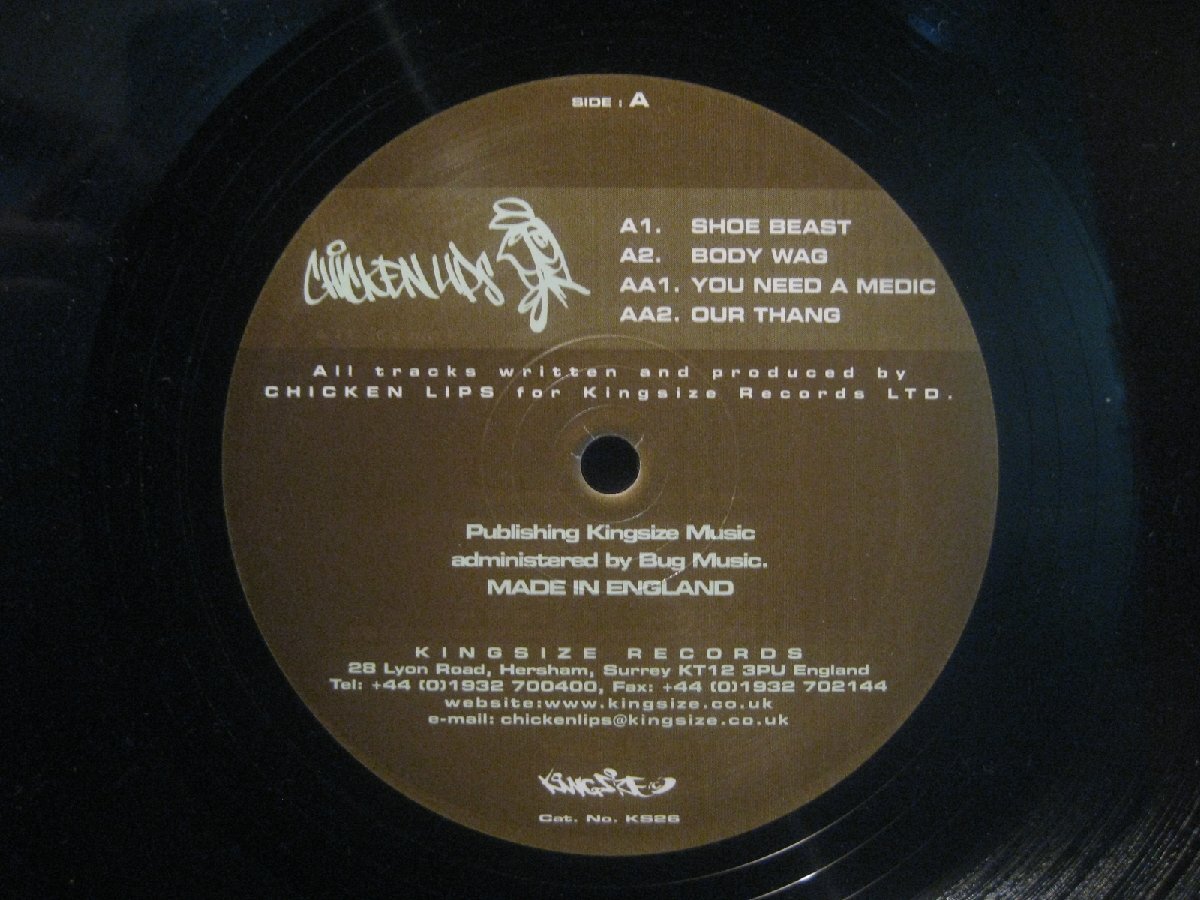 SIDE : A
CHICKEN LIPS
A1. SHOE BEAST
A2. BODY WAG
AA1. YOU NEED A MEDIC
AA2. OUR THANG
All tracks written and produced by
CHICKEN LIPS for Kingsize Records LTD.
Publishing Kingsize Music
administered by Bug Music.
MADE IN ENGLAND
KINGSIZE RECORDS
28 Lyon Road, Hersham, Surrey KT12 3PU England
Tel: +44 (0)1932 700400, Fax: +44 (0)1932 702144
website:www.kingsize.co.uk
e-mail: chickenlips@kingsize.co.uk
KINGSIZE
Cat. No. KS26